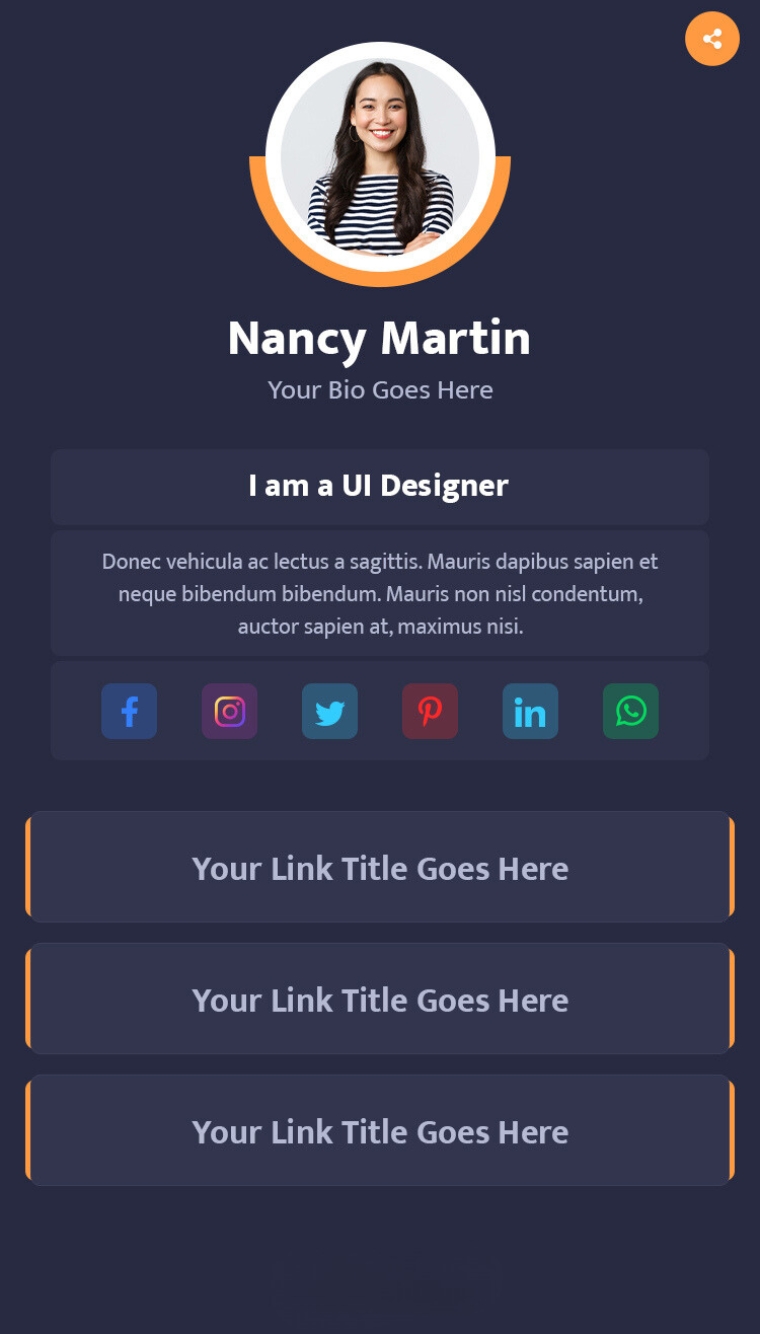 Nancy Martin
Your Bio Goes Here
I am a UI Designer
Donec vehicula ac lectus a sagittis. Mauris dapibus sapien et
neque bibendum bibendum. Mauris non nisl condentum,
auctor sapien at, maximus nisi.
Your Link Title Goes Here
Your Link Title Goes Here
Your Link Title Goes Here